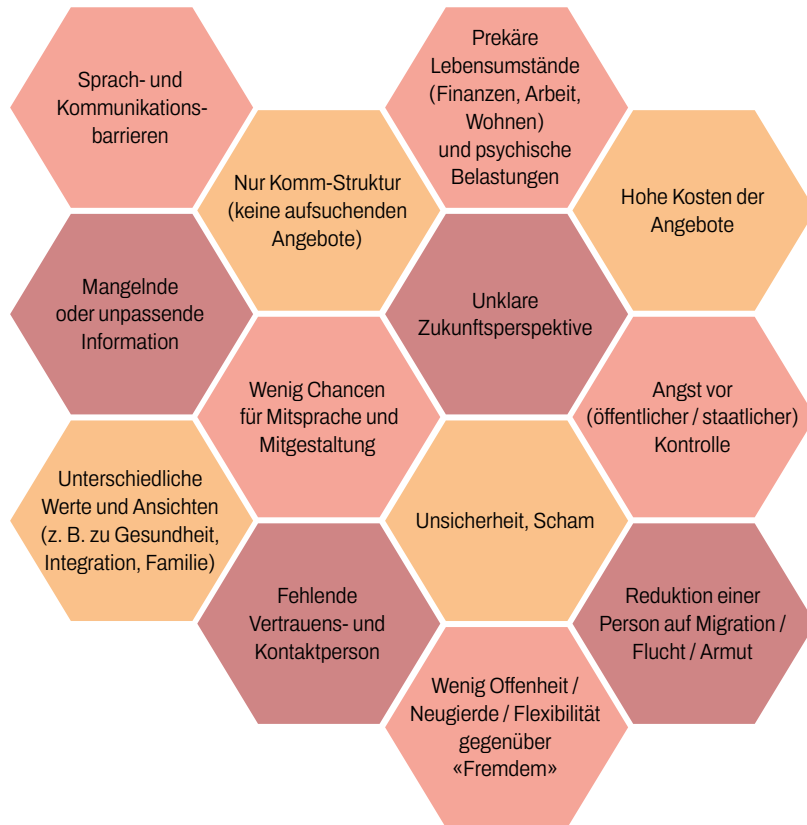 Sprach- und
Kommunikations-
barrieren
Prekäre
Lebensumstände
(Finanzen, Arbeit,
Wohnen)
und psychische
Belastungen
Nur Komm-Struktur
(keine aufsuchenden
Angebote)
Hohe Kosten der
Angebote
Mangelnde
oder unpassende
Information
Unklare
Zukunftsperspektive
Wenig Chancen
für Mitsprache und
Mitgestaltung
Angst vor
(öffentlicher / staatlicher)
Kontrolle
Unterschiedliche
Werte und Ansichten
(z. B. zu Gesundheit,
Integration, Familie)
Unsicherheit, Scham
Fehlende
Vertrauens- und
Kontaktperson
Reduktion einer
Person auf Migration /
Flucht / Armut
Wenig Offenheit /
Neugierde / Flexibilität
gegenüber
«Fremdem»